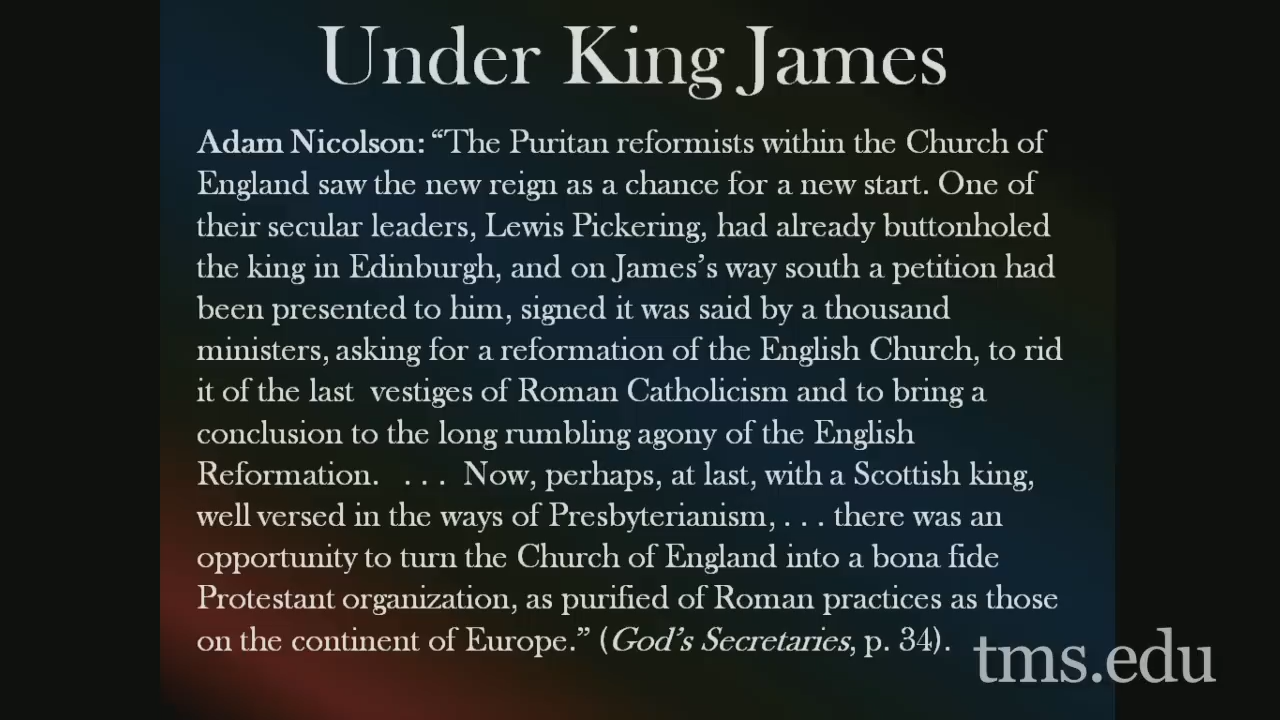 Under King James
Adam Nicolson: “The Puritan reformists within the Church of
England saw the new reign as a chance for a new start. One of
their secular leaders, Lewis Pickering, had already buttonholed
the king in Edinburgh, and on James’s way south a petition had
been presented to him, signed it was said by a thousand
ministers, asking for a reformation of the English Church, to rid
it of the last  vestiges of Roman Catholicism and to bring a
conclusion to the long rumbling agony of the English
Reformation.   . . .  Now, perhaps, at last, with a Scottish king,
well versed in the ways of Presbyterianism, . . . there was an
opportunity to turn the Church of England into a bona fide
Protestant organization, as purified of Roman practices as those
on the continent of Europe.” (God’s Secretaries, p. 34).
tms.edu